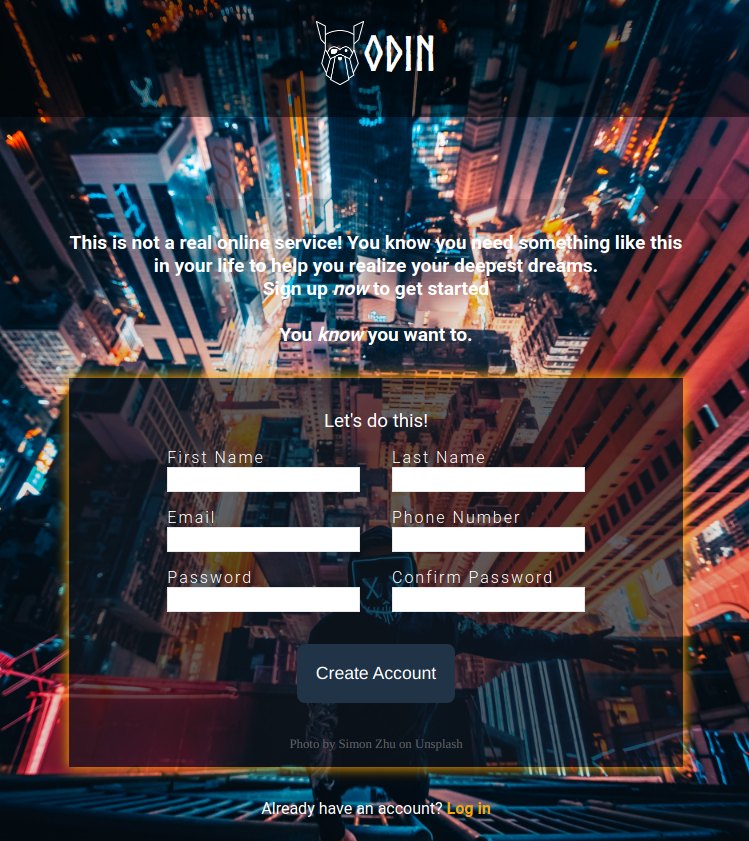 ODIN
This is not a real online service! You know you need something like this
in your life to help you realize your deepest dreams.
Sign up now to get started
You know you want to.
Let's do this!
First Name
Last Name
Email
Phone Number
Password
Confirm Password
Create Account
Photo by Simon Zhu on Unsplash
Already have an account? Log in